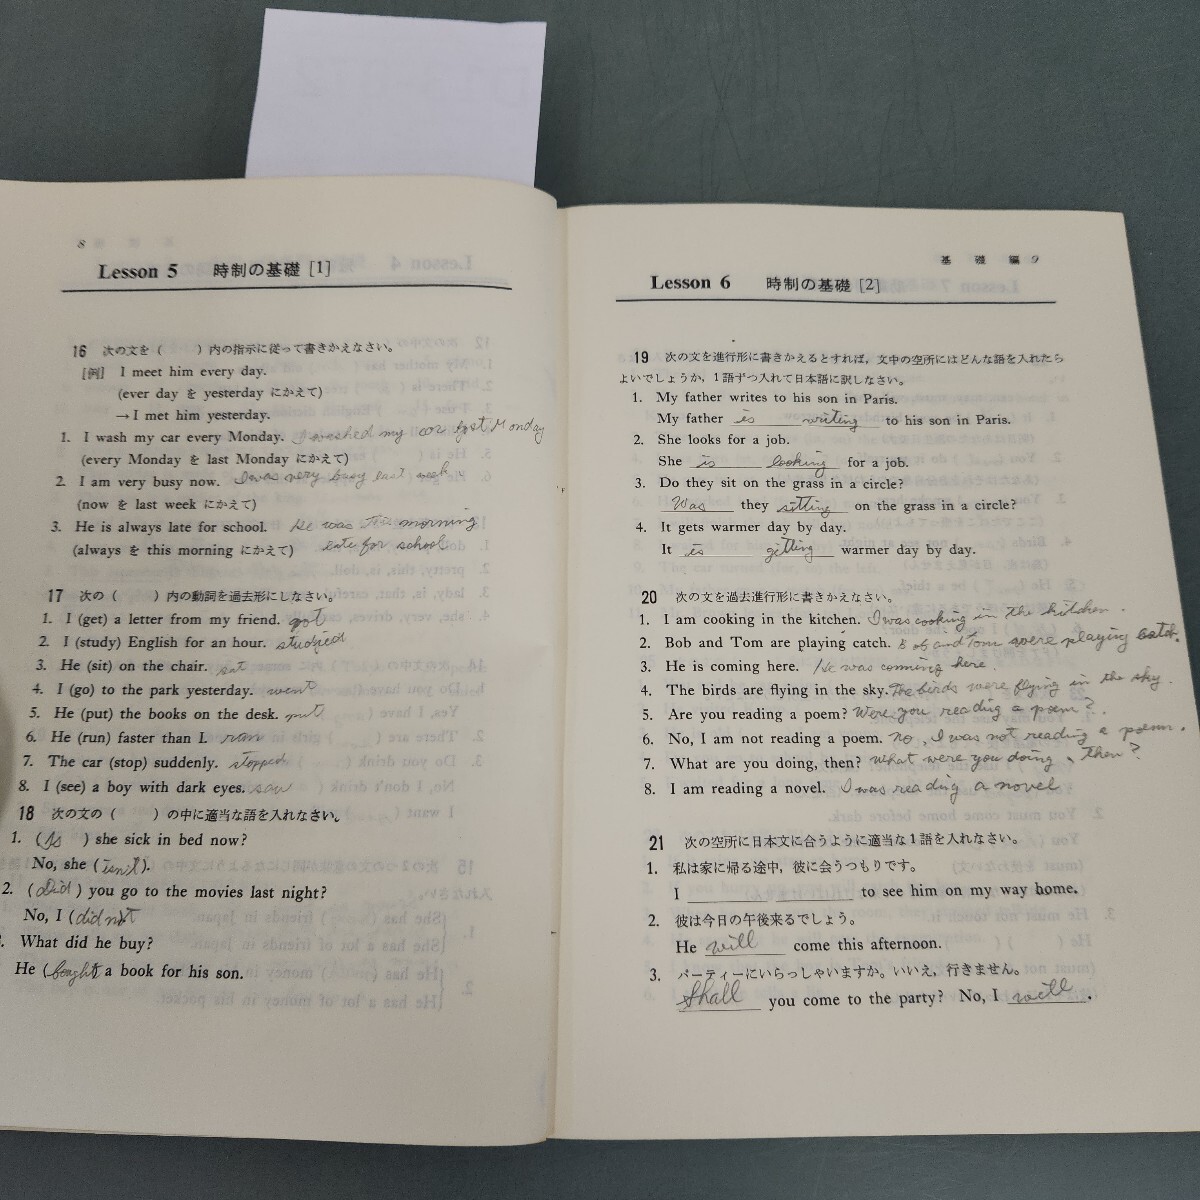 8
Lesson 5 時制の基礎 [1]
16 次の文を ( ) 内の指示に従って書きかえなさい。
[例] I meet him every day.
(ever day を yesterday にかえて)
→ I met him yesterday.
1. I wash my car every Monday. I washed my car last Monday
(every Monday を last Monday にかえて)
2. I am very busy now. I was very busy last week
(now を last week にかえて)
3. He is always late for school. He was this morning
(always を this morning にかえて) late for school
17 次の ( ) 内の動詞を過去形にしなさい。
1. I (get) a letter from my friend. got
2. I (study) English for an hour. studied
3. He (sit) on the chair. sat
4. I (go) to the park yesterday. went
5. He (put) the books on the desk. put
6. He (run) faster than I. ran
7. The car (stop) suddenly. stopped
8. I (see) a boy with dark eyes. saw
18 次の文の ( ) の中に適当な語を入れなさい。
1. (Is ) she sick in bed now?
No, she (isn't).
2. (Did ) you go to the movies last night?
No, I (didn't
3. What did he buy?
He (bought) a book for his son.
基礎編 9
Lesson 6 時制の基礎 [2]
19 次の文を進行形に書きかえるとすれば, 文中の空所にはどんな語を入れたら
よいでしょうか, 1語ずつ入れて日本語に訳しなさい。
1. My father writes to his son in Paris.
My father is writing to his son in Paris.
2. She looks for a job.
She is looking for a job.
3. Do they sit on the grass in a circle?
Was they sitting on the grass in a circle?
4. It gets warmer day by day.
It is getting warmer day by day.
20 次の文を過去進行形に書きかえなさい。
1. I am cooking in the kitchen. I was cooking in the kitchen.
2. Bob and Tom are playing catch. Bob and Tom were playing catch.
3. He is coming here. He was comming here.
4. The birds are flying in the sky. The birds were flying in the sky.
5. Are you reading a poem? Were you reading a poem?
6. No, I am not reading a poem. No, I was not reading a poem.
7. What are you doing, then? What were you doing, then?
8. I am reading a novel. I was reading a novel
21 次の空所に日本文に合うように適当な1語を入れなさい。
1. 私は家に帰る途中, 彼に会うつもりです。
I to see him on my way home.
2. 彼は今日の午後来るでしょう。
He will come this afternoon.
3. パーティーにいらっしゃいますか。いいえ, 行きません。
Shall you come to the party? No, I will.